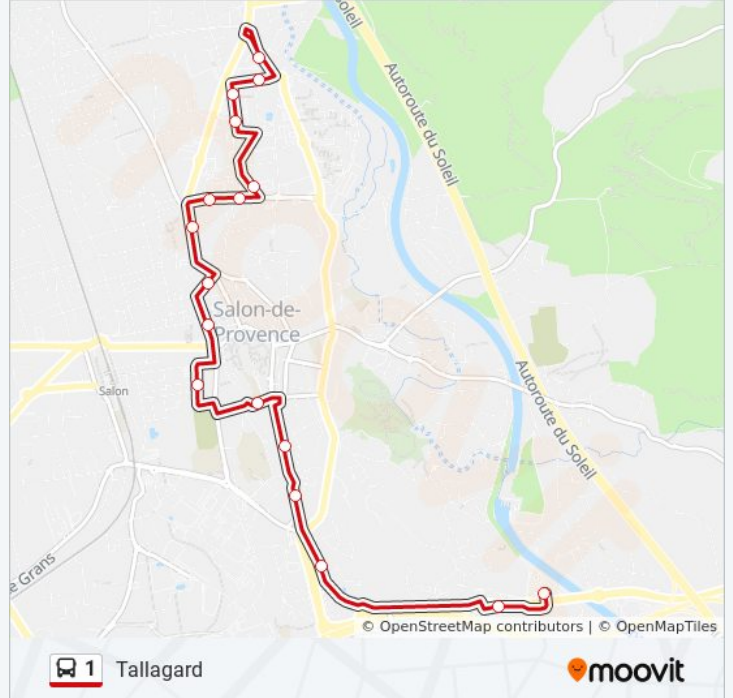 Soleil
Autoroute du Soleil
Salon-de-
Provence
Salon
Autoroute du Soleil
e Grans
© OpenStreetMap contributors | © OpenMapTiles
1 Tallagard
moovit